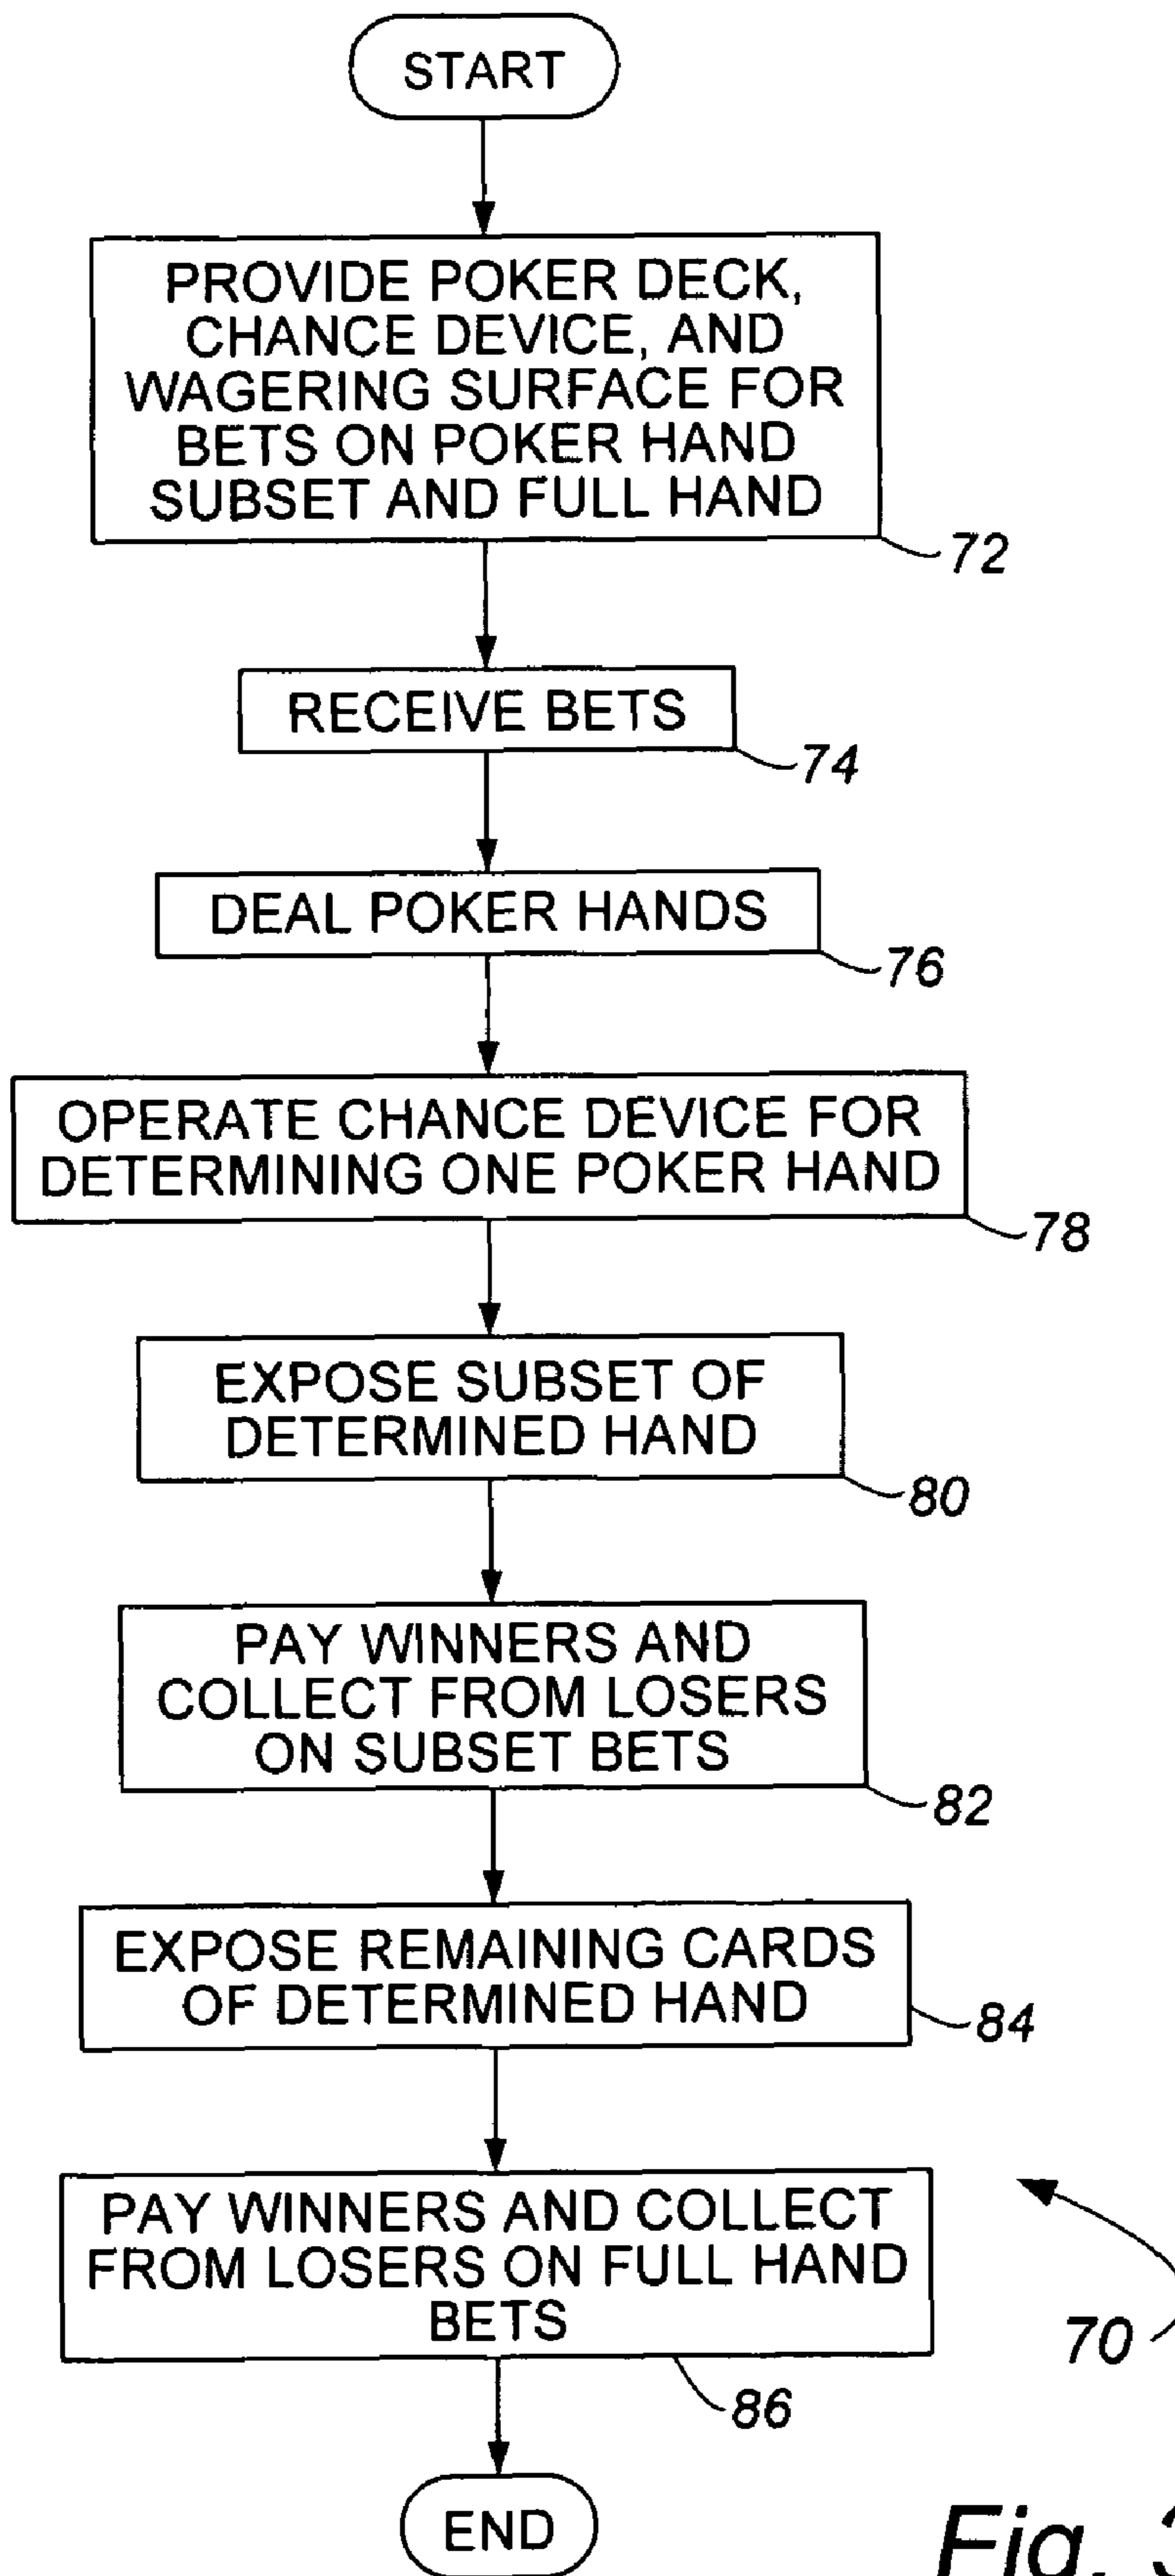 START
PROVIDE POKER DECK,
CHANCE DEVICE, AND
WAGERING SURFACE FOR
BETS ON POKER HAND
SUBSET AND FULL HAND
72
RECEIVE BETS
74
DEAL POKER HANDS
76
OPERATE CHANCE DEVICE FOR
DETERMINING ONE POKER HAND
78
EXPOSE SUBSET OF
DETERMINED HAND
80
PAY WINNERS AND
COLLECT FROM LOSERS
ON SUBSET BETS
82
EXPOSE REMAINING CARDS
OF DETERMINED HAND
84
PAY WINNERS AND COLLECT
FROM LOSERS ON FULL HAND
BETS
86
70
END
Fig.